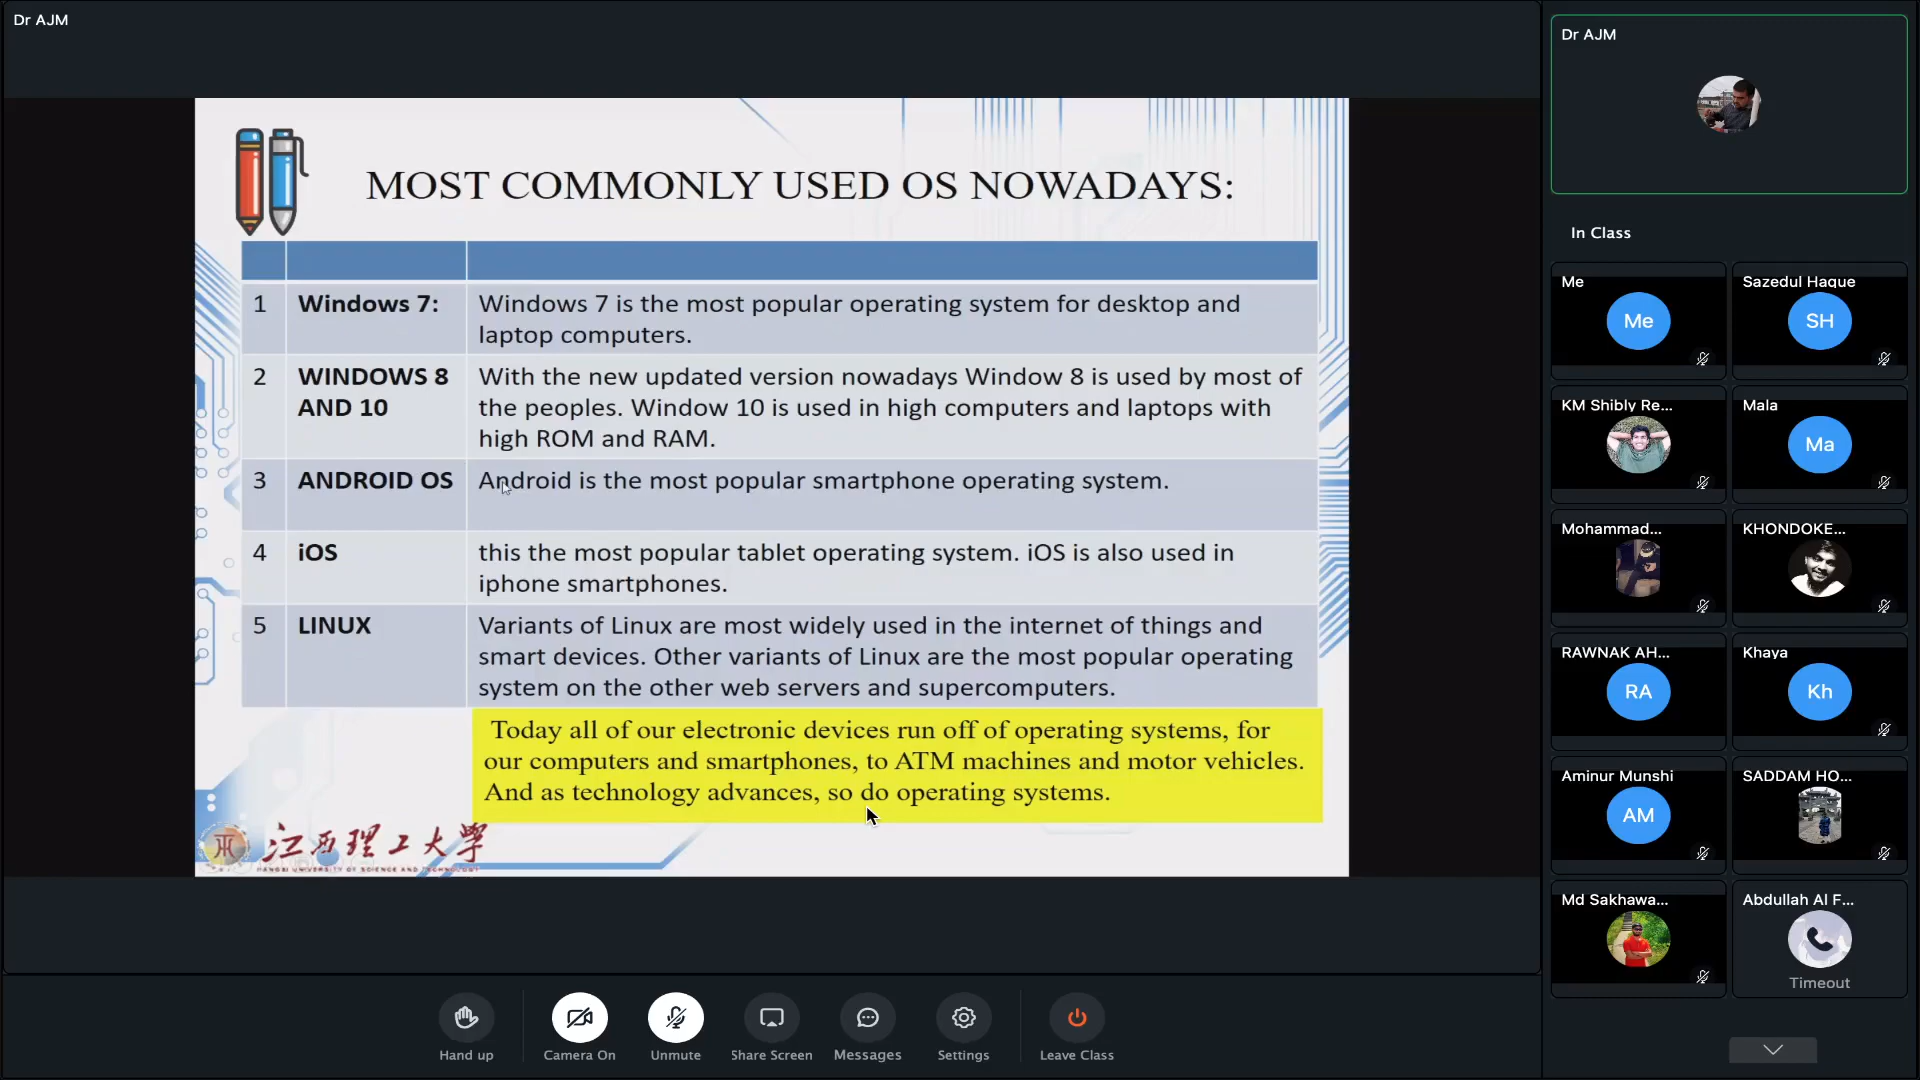 Dr AJM
MOST COMMONLY USED OS NOWADAYS:
1
Windows 7:
Windows 7 is the most popular operating system for desktop and
laptop computers.
2
WINDOWS 8
AND 10
With the new updated version nowadays Window 8 is used by most of
the peoples. Window 10 is used in high computers and laptops with
high ROM and RAM.
3
ANDROID OS
Android is the most popular smartphone operating system.
4
iOS
this the most popular tablet operating system. iOS is also used in
iphone smartphones.
5
LINUX
Variants of Linux are most widely used in the internet of things and
smart devices. Other variants of Linux are the most popular operating
system on the other web servers and supercomputers.
Today all of our electronic devices run off of operating systems, for
our computers and smartphones, to ATM machines and motor vehicles.
And as technology advances, so do operating systems.
江西理工大学
JIANGXI UNIVERSITY OF SCIENCE AND TECHNOLOGY
Hand up
Camera On
Unmute
Share Screen
Messages
Settings
Leave Class
Dr AJM
In Class
Me
Me
Sazedul Haque
SH
KM Shibly Re...
Mala
Ma
Mohammad...
KHONDOKE...
RAWNAK AH...
RA
Khaya
Kh
Aminur Munshi
AM
SADDAM HO...
Md Sakhawa...
Abdullah Al F...
Timeout